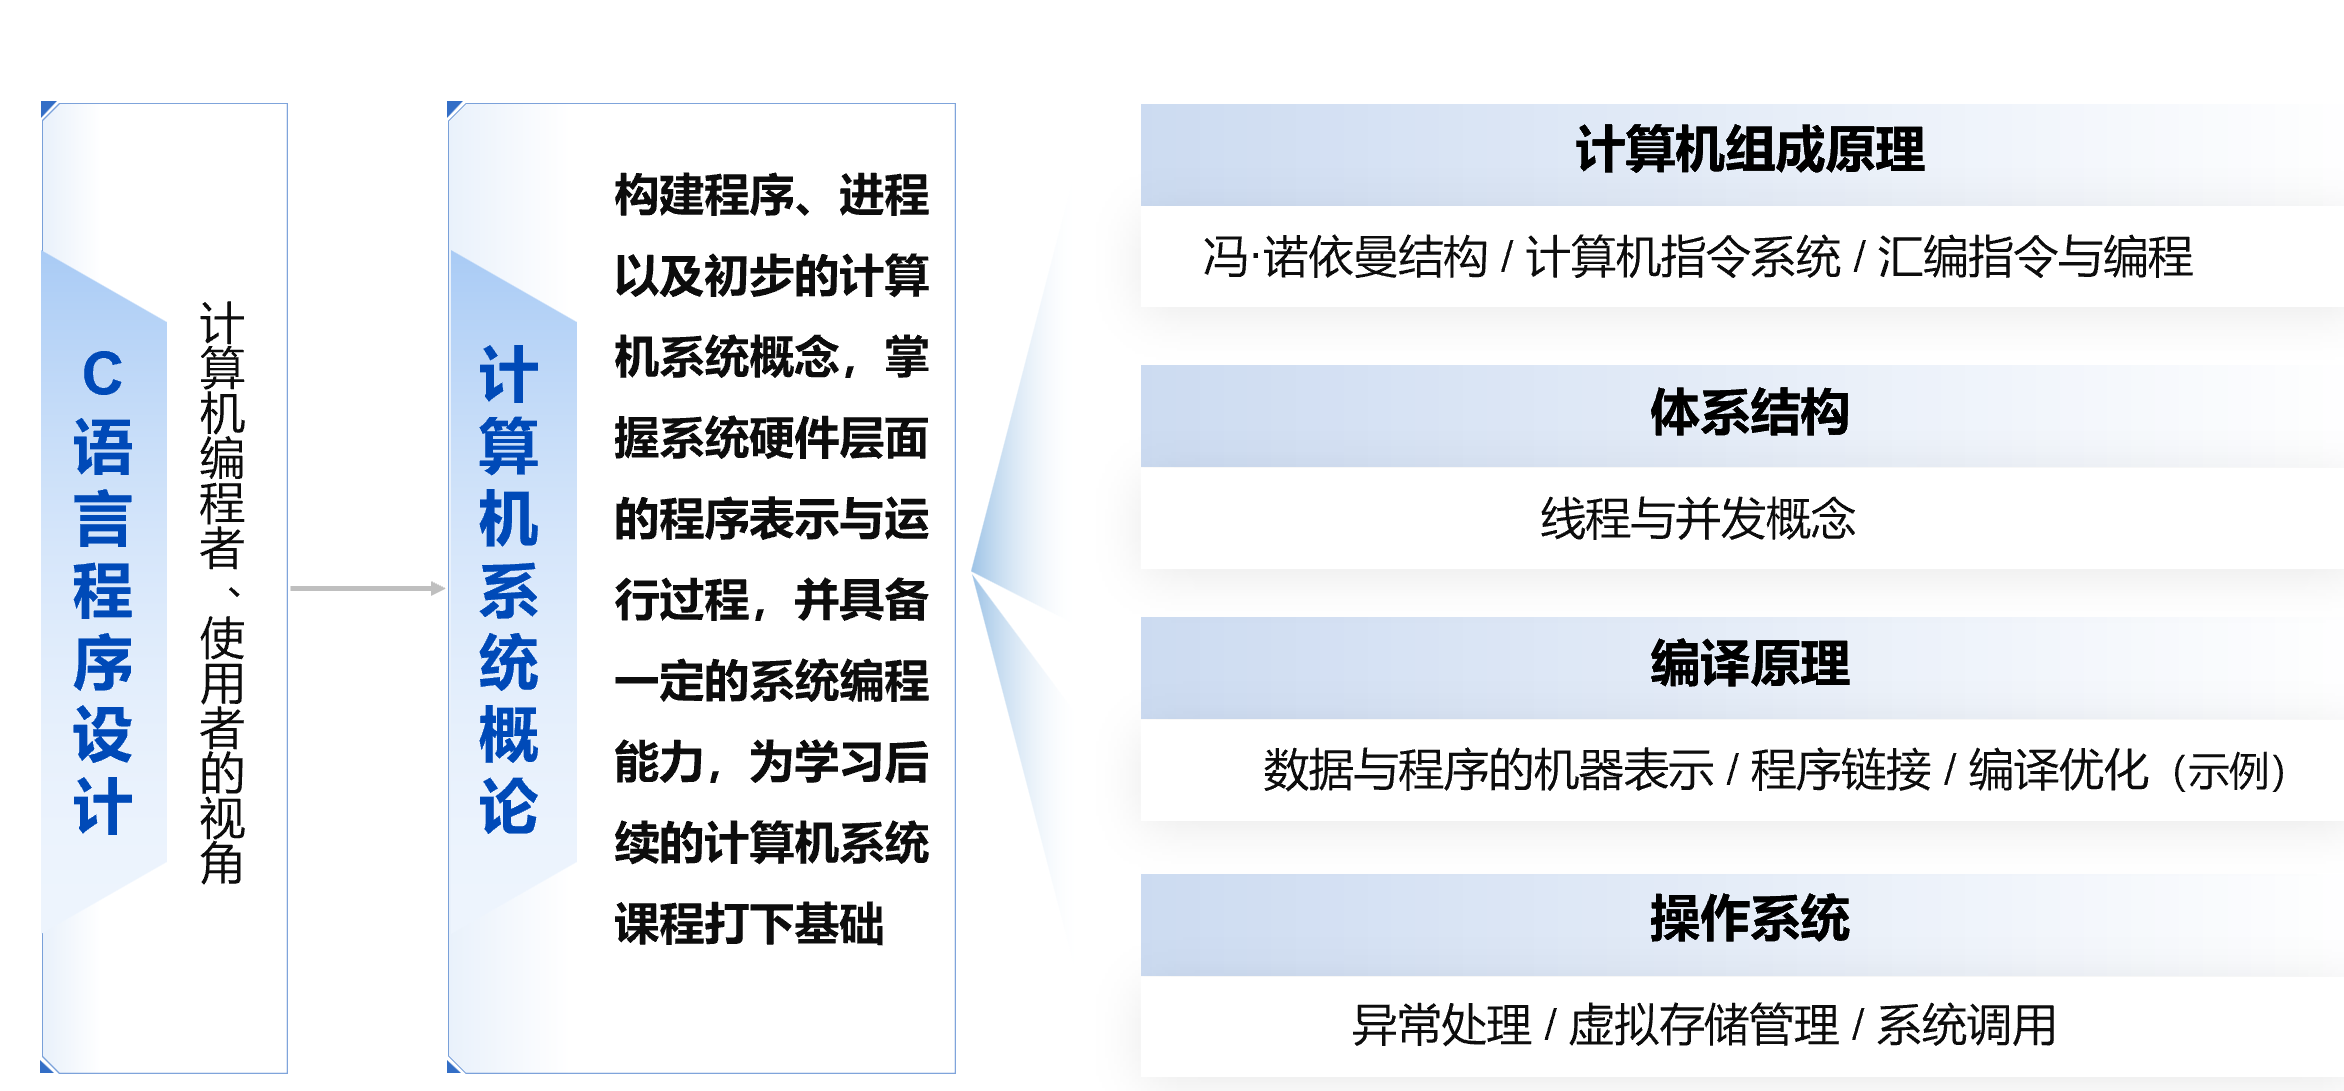 C语言程序设计
计算机编程者、使用者的视角
计算机系统概论
构建程序、进程
以及初步的计算
机系统概念，掌
握系统硬件层面
的程序表示与运
行过程，并具备
一定的系统编程
能力，为学习后
续的计算机系统
课程打下基础
计算机组成原理
冯·诺依曼结构 / 计算机指令系统 / 汇编指令与编程
体系结构
线程与并发概念
编译原理
数据与程序的机器表示 / 程序链接 / 编译优化（示例）
操作系统
异常处理 / 虚拟存储管理 / 系统调用